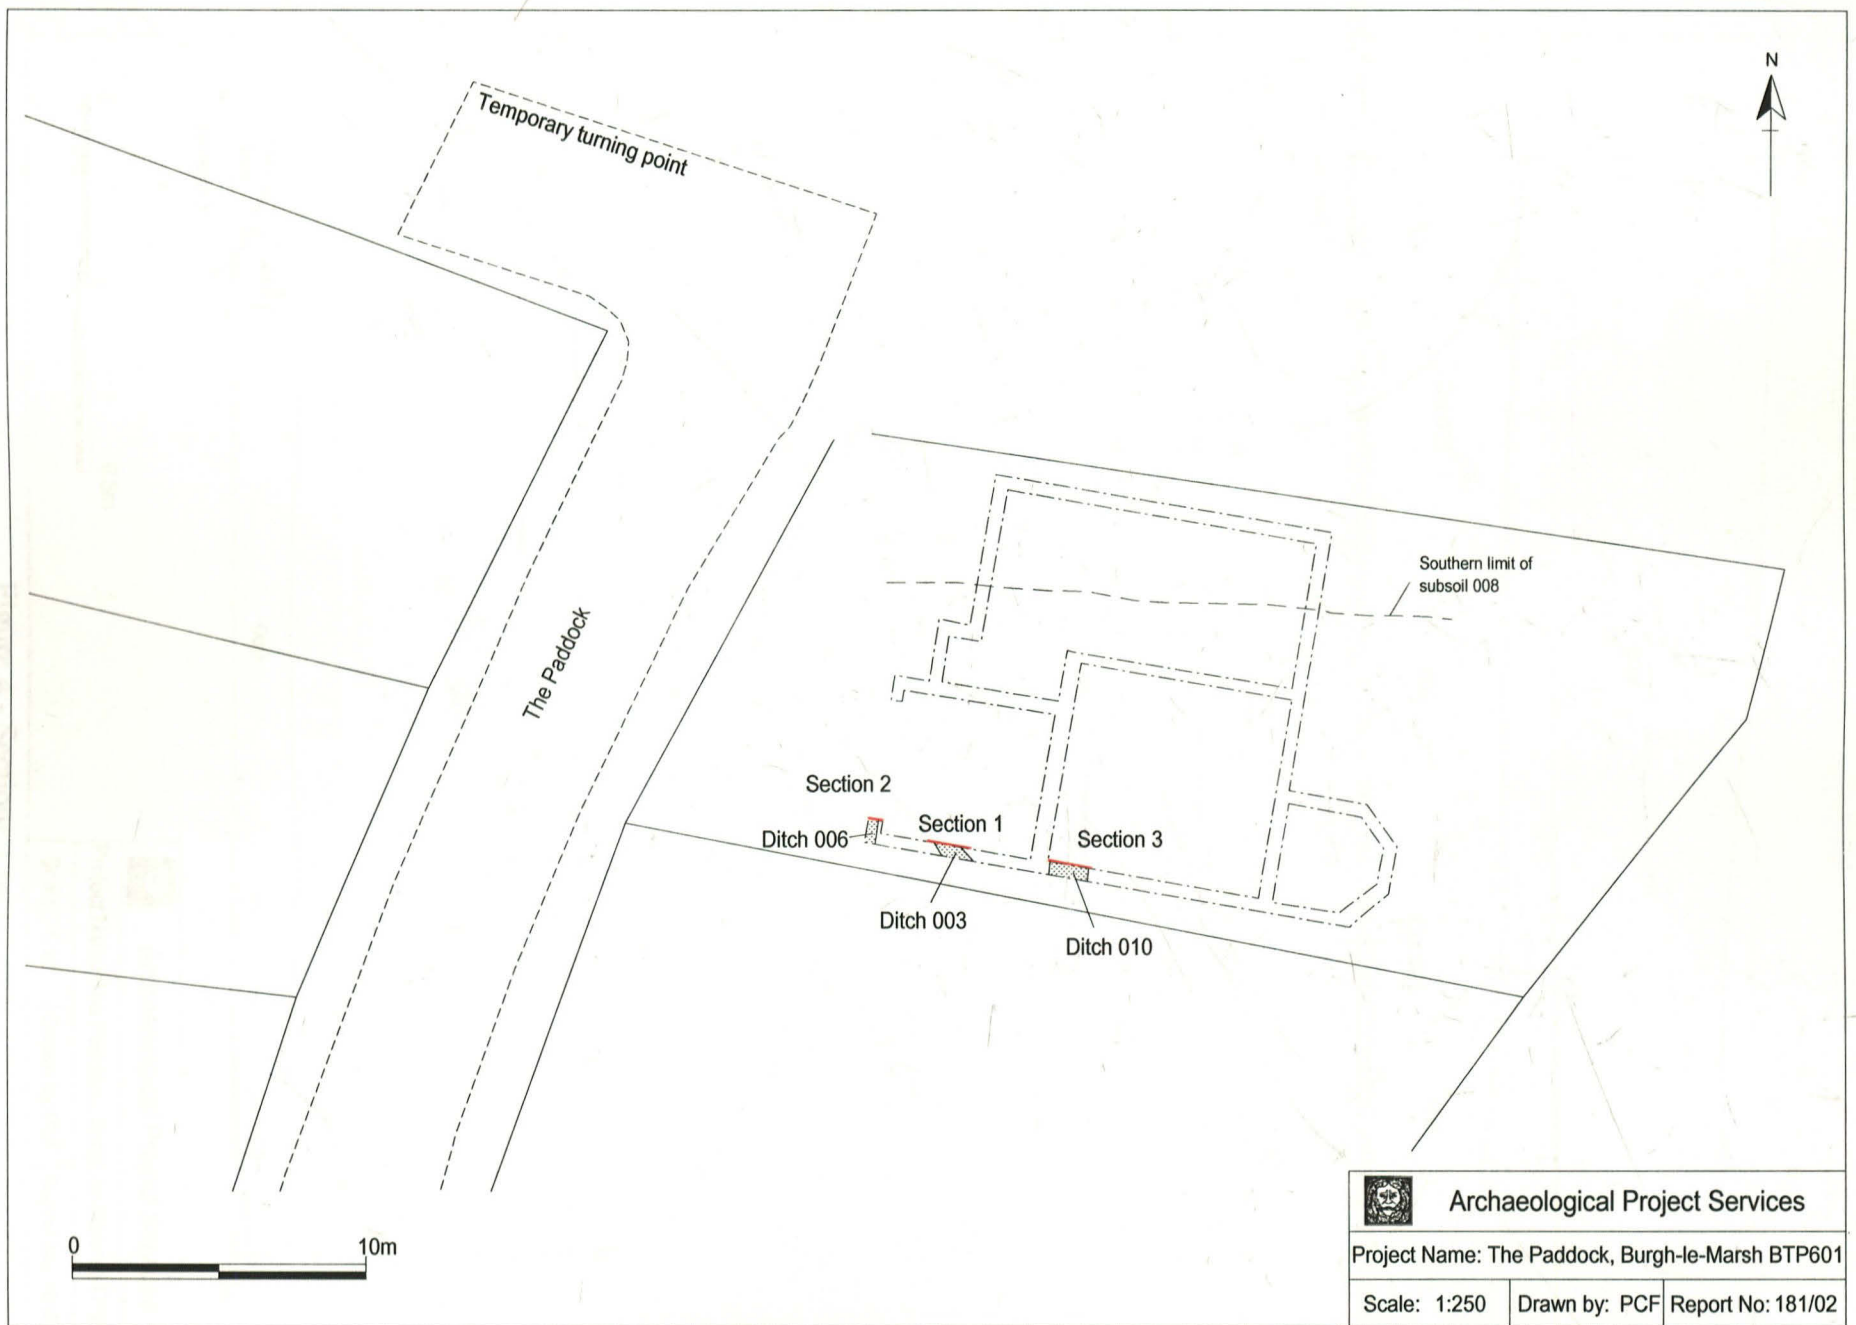 N
Temporary turning point
Southern limit of
subsoil 008
The Paddock
Section 2
Section 1
Section 3
Ditch 006
Ditch 003
Ditch 010
0 10m
Archaeological Project Services
Project Name: The Paddock, Burgh-le-Marsh BTP601
Scale: 1:250 Drawn by: PCF Report No: 181/02